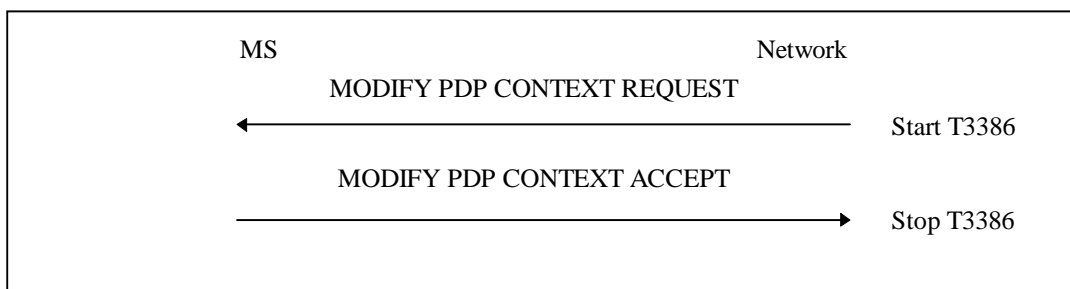 MS Network
MODIFY PDP CONTEXT REQUEST
Start T3386
MODIFY PDP CONTEXT ACCEPT
Stop T3386